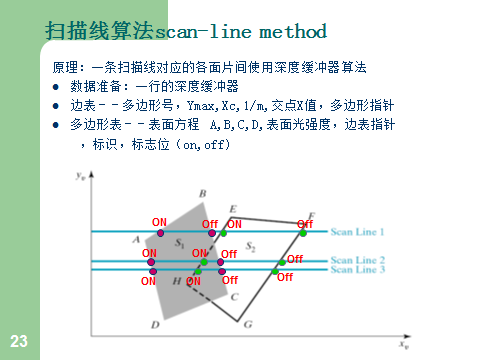 扫描线算法scan-line method
原理：一条扫描线对应的各面片间使用深度缓冲器算法
数据准备：一行的深度缓冲器
边表－－多边形号，Ymax,Xc,1/m,交点X值，多边形指针
多边形表－－表面方程 A,B,C,D,表面光强度，边表指针
，标识，标志位（on,off）
yv
B
E
F
ON Off ON Off
Scan Line 1
A
S1
S2
ON ON Off Off
Scan Line 2
Scan Line 3
ON H ON Off Off
C
D
G
xv
23